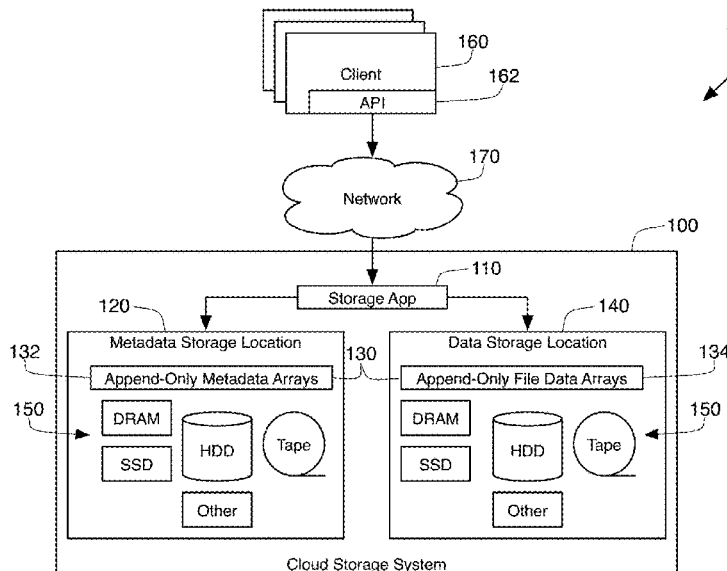 160
Client
162
API
170
Network
100
110
Storage App
120
140
Metadata Storage Location
Data Storage Location
132
130
134
Append-Only Metadata Arrays
Append-Only File Data Arrays
150
DRAM
SSD
HDD
Tape
Other
DRAM
SSD
HDD
Tape
Other
150
Cloud Storage System